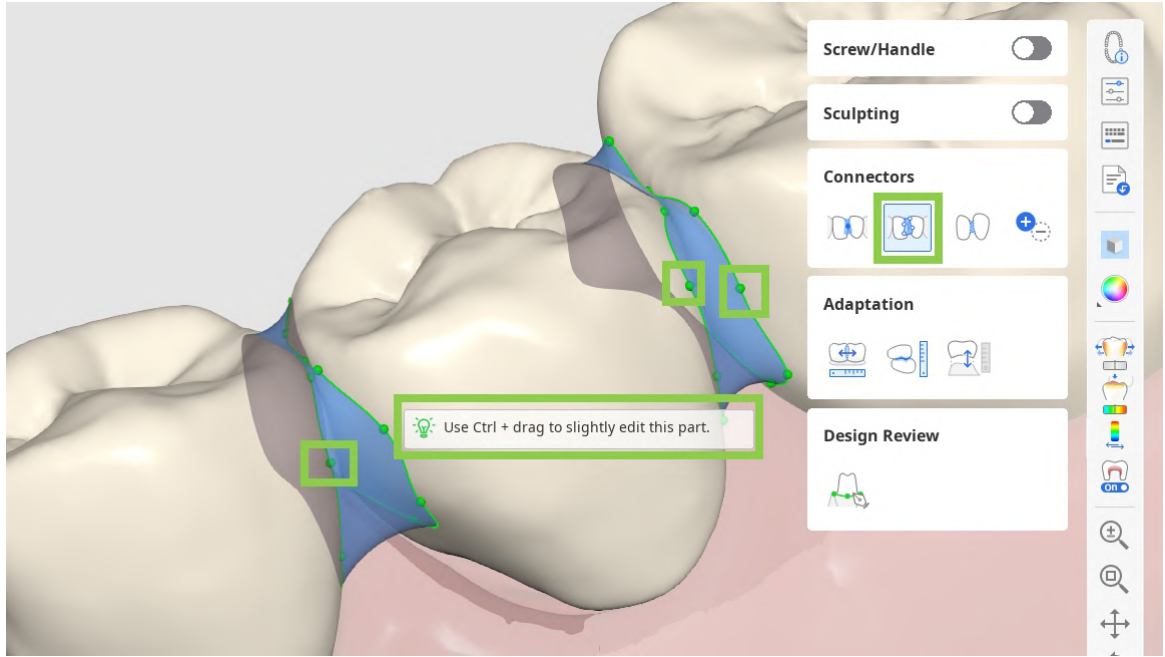 Screw/Handle
Sculpting
Connectors
Adaptation
Use Ctrl + drag to slightly edit this part.
Design Review
on